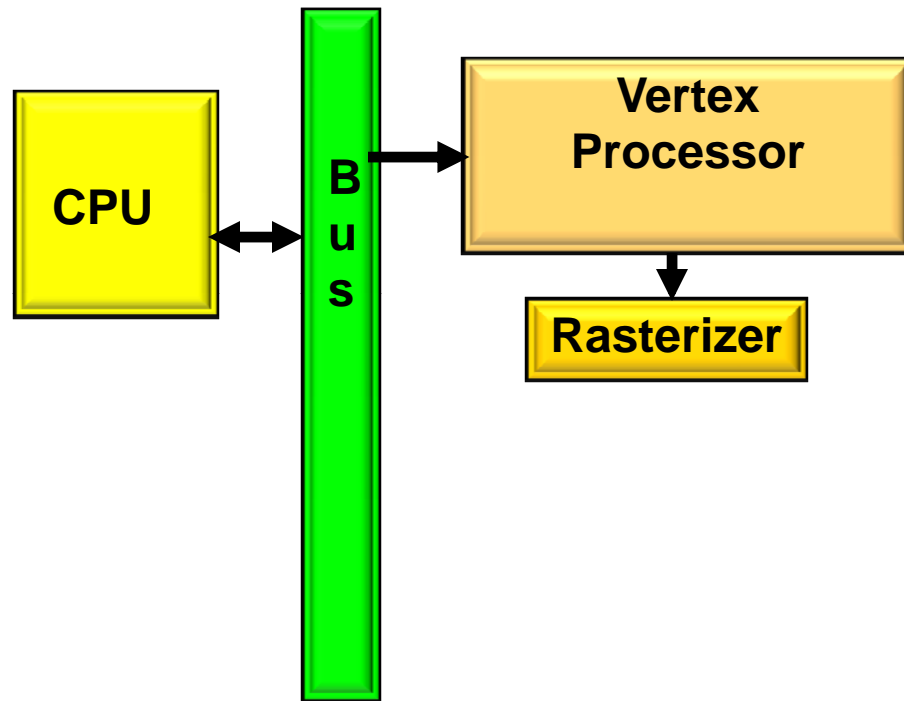 CPU
B
u
s
Vertex
Processor
Rasterizer